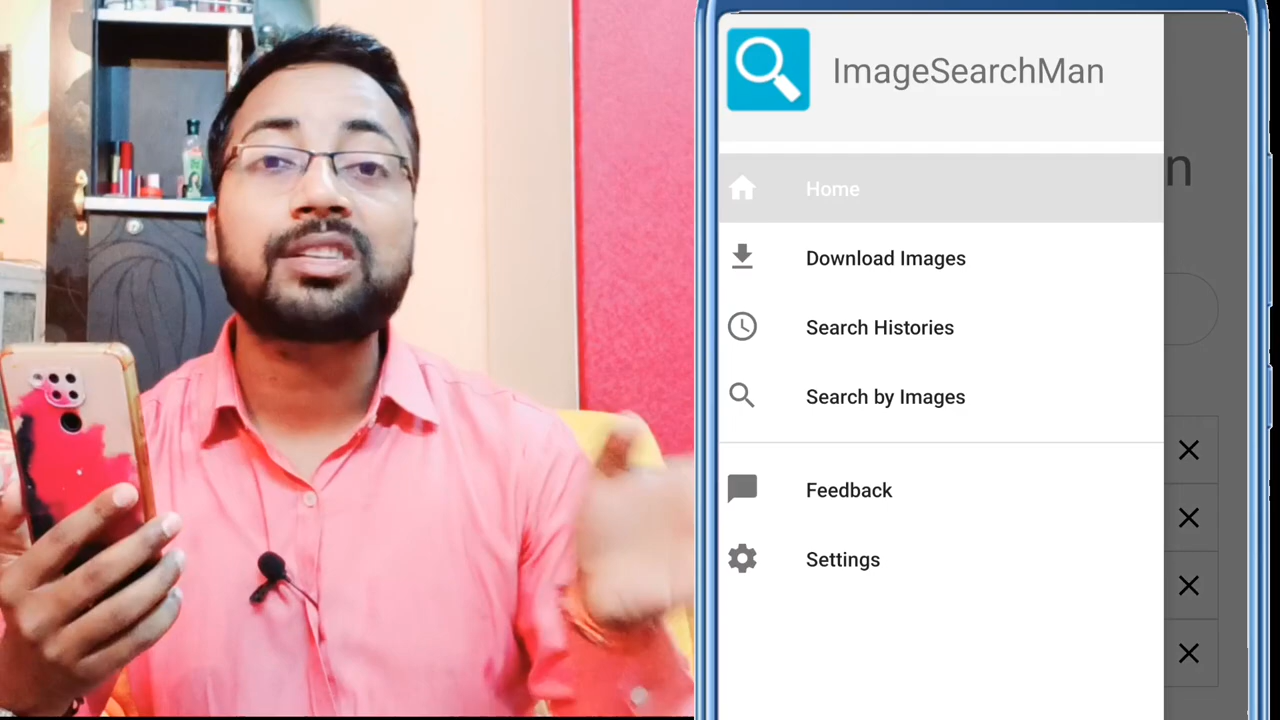 ImageSearchMan
n
Home
Download Images
Search Histories
Search by Images
Feedback
Settings